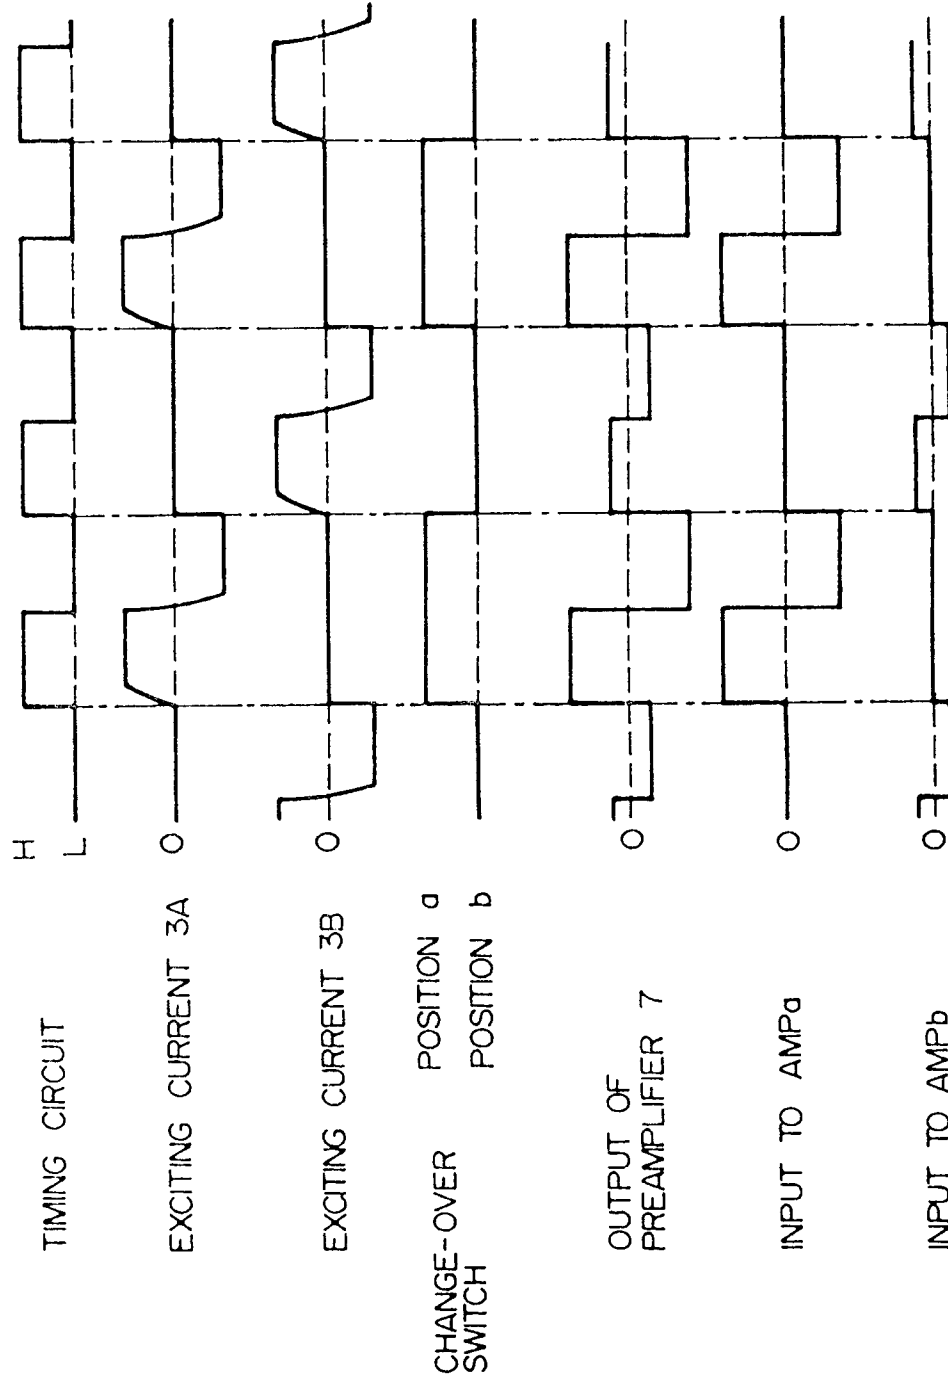 TIMING CIRCUIT
H
L
EXCITING CURRENT 3A
0
EXCITING CURRENT 3B
0
CHANGE-OVER
SWITCH
POSITION a
POSITION b
OUTPUT OF
PREAMPLIFIER 7
0
INPUT TO AMPa
0
INPUT TO AMPb
0